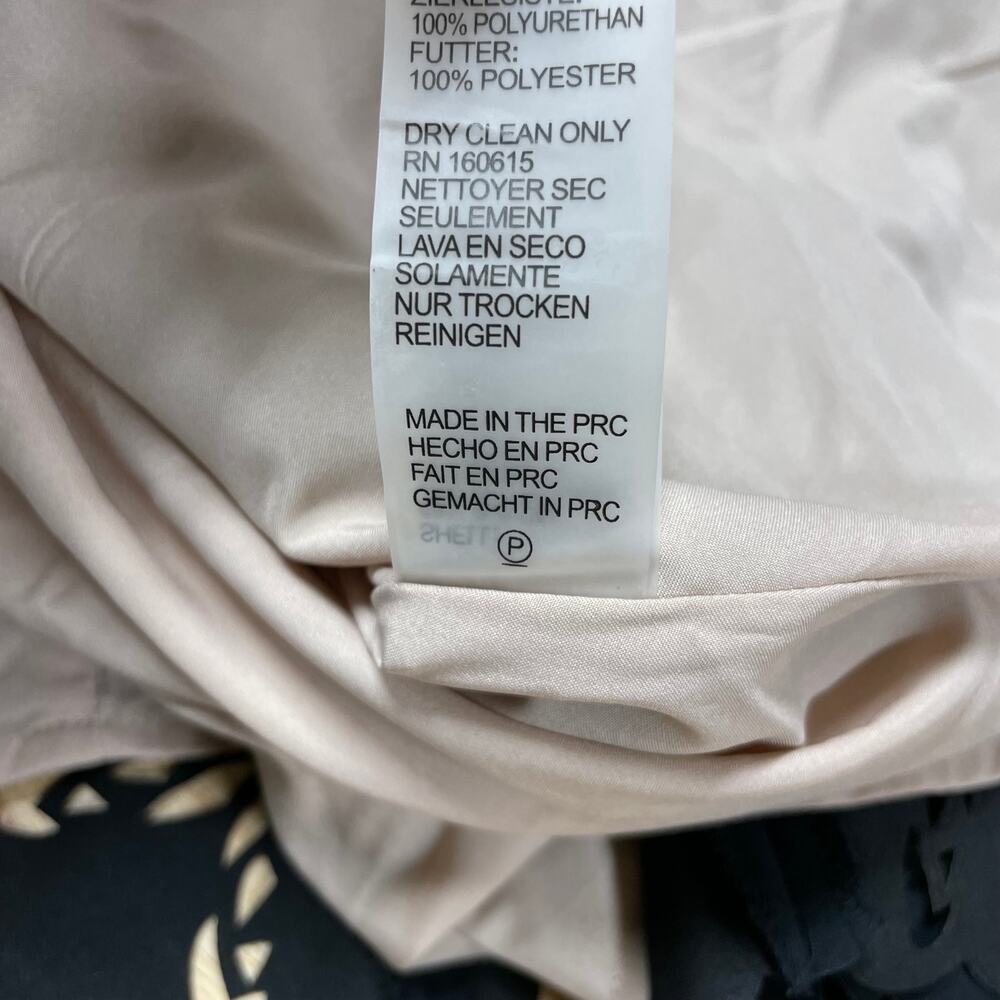 100% POLYURETHAN
FUTTER:
100% POLYESTER
DRY CLEAN ONLY
RN 160615
NETTOYER SEC
SEULEMENT
LAVA EN SECO
SOLAMENTE
NUR TROCKEN
REINIGEN
MADE IN THE PRC
HECHO EN PRC
FAIT EN PRC
GEMACHT IN PRC
P